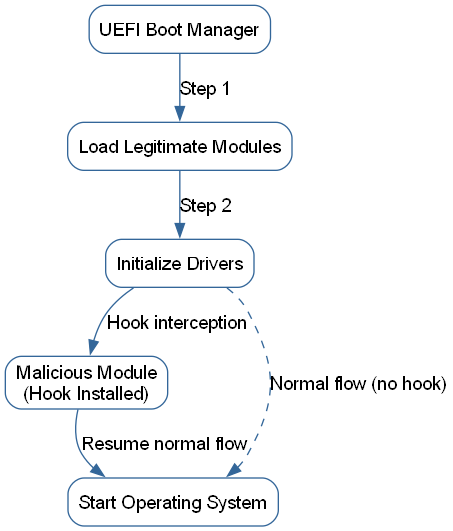 UEFI Boot Manager
Step 1
Load Legitimate Modules
Step 2
Initialize Drivers
Hook interception
Malicious Module
(Hook Installed)
Normal flow (no hook)
Resume normal flow
Start Operating System